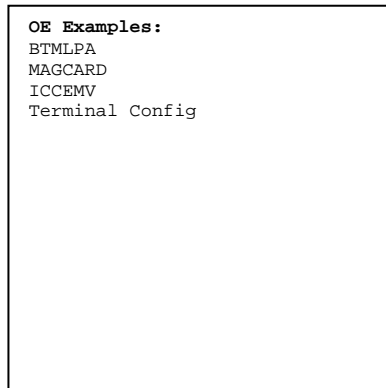 OE Examples:
BTMLPA
MAGCARD
ICCEMV
Terminal Config